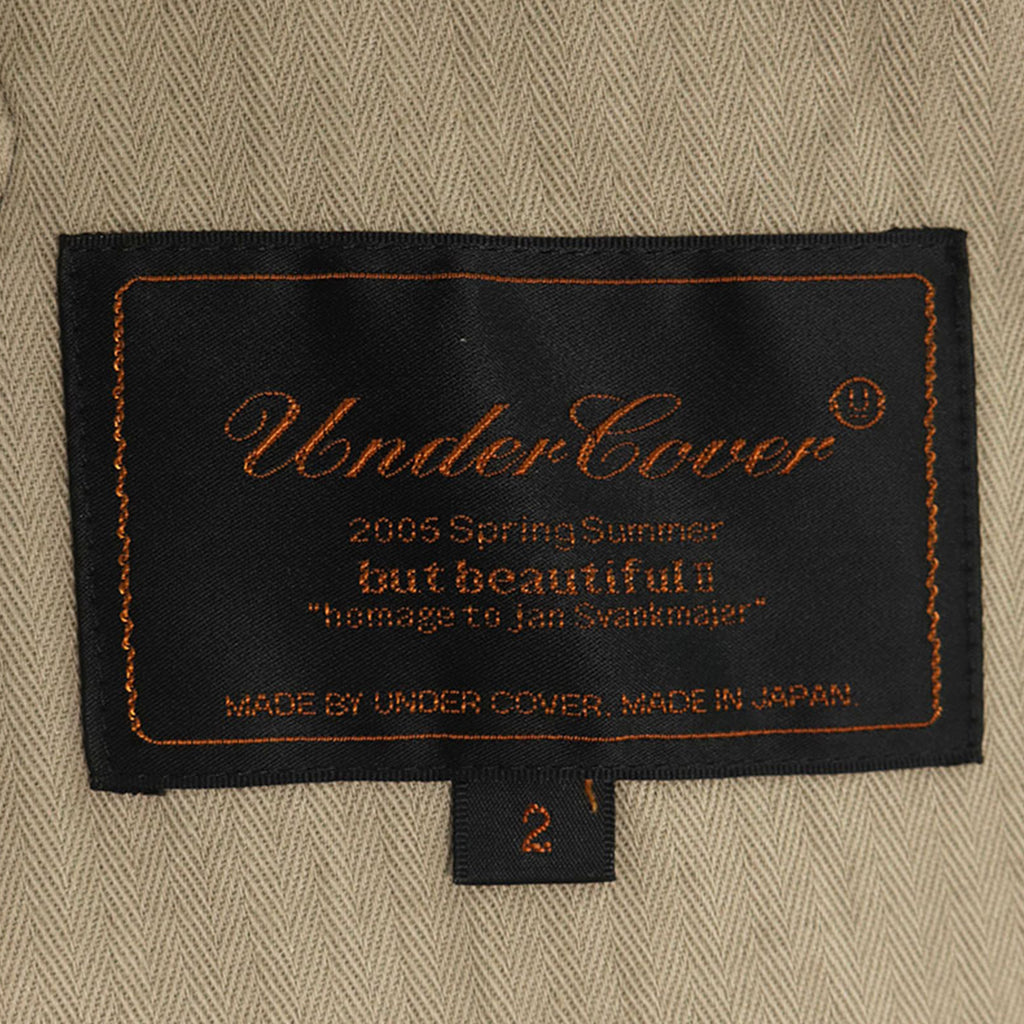 UnderCover Ü
2005 Spring Summer
but beautiful II
"homage to Jan Svankmajer"
MADE BY UNDER COVER. MADE IN JAPAN.
2